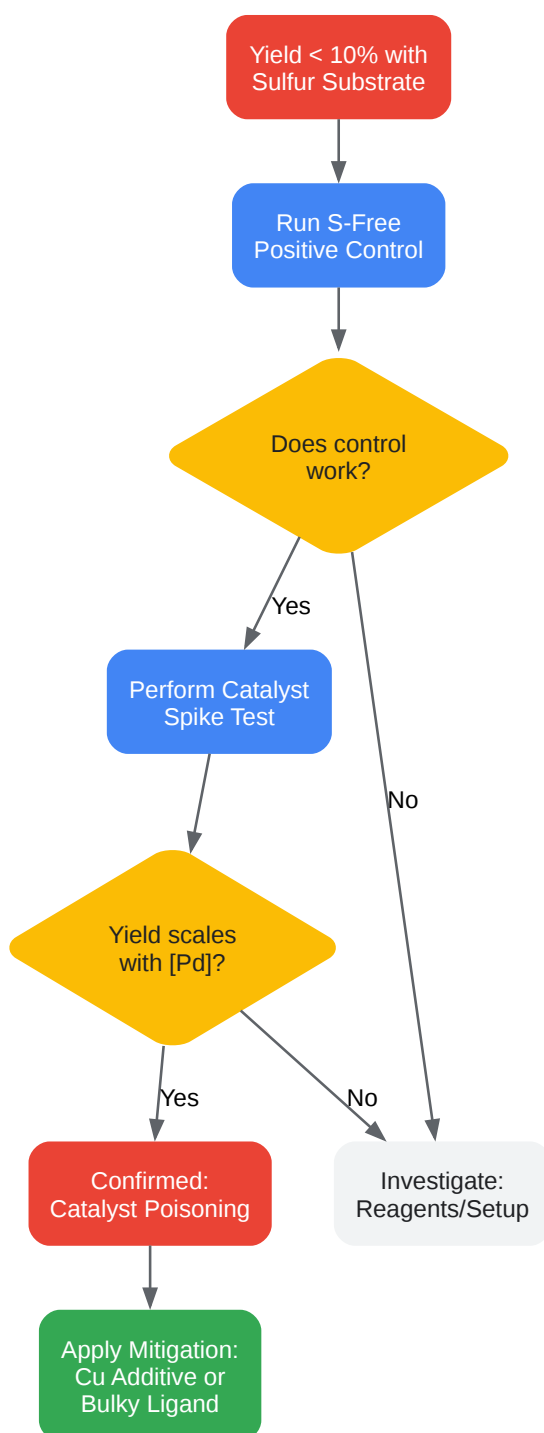 Yield < 10% with
Sulfur Substrate
Run S-Free
Positive Control
Does control
work?
Yes
Perform Catalyst
Spike Test
No
Yield scales
with [Pd]?
Yes
No
Confirmed:
Catalyst Poisoning
Investigate:
Reagents/Setup
Apply Mitigation:
Cu Additive or
Bulky Ligand